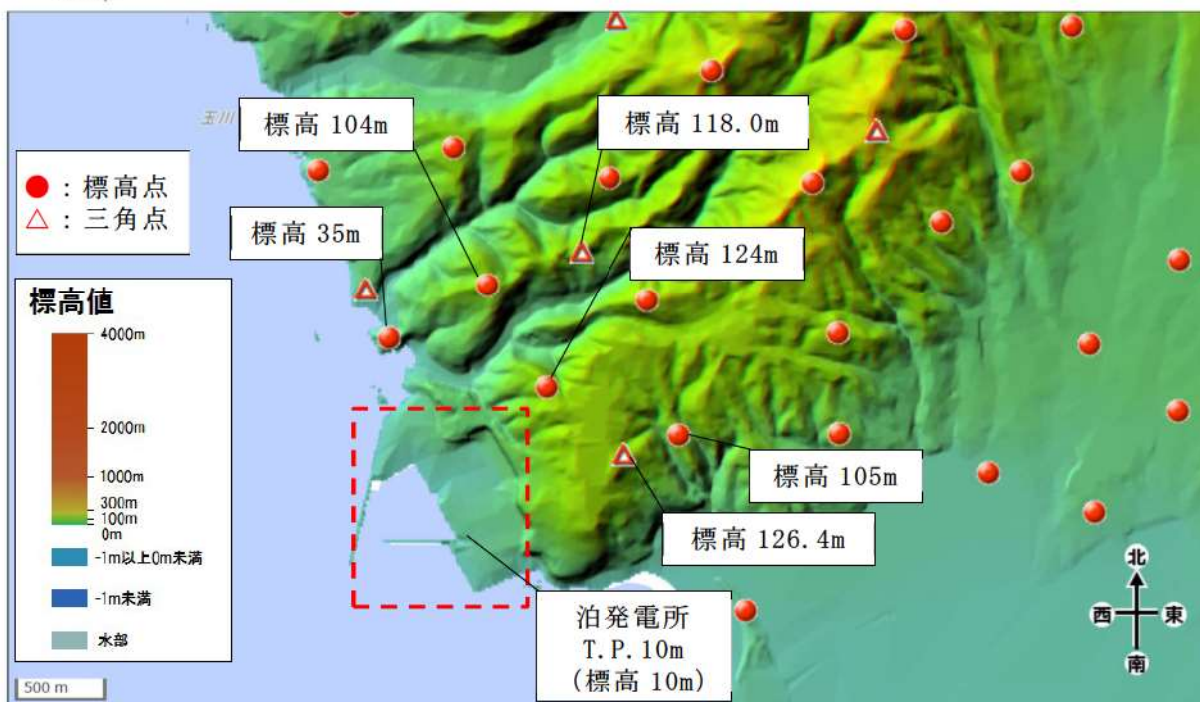 玉川
標高 104m
標高 118.0m
● : 標高点
△ : 三角点
標高 35m
標高 124m
標高値
4000m
2000m
1000m
300m
100m
0m
-1m以上0m未満
-1m未満
水部
標高 105m
標高 126.4m
泊発電所
T.P.10m
(標高 10m)
北
西 東
南
500 m